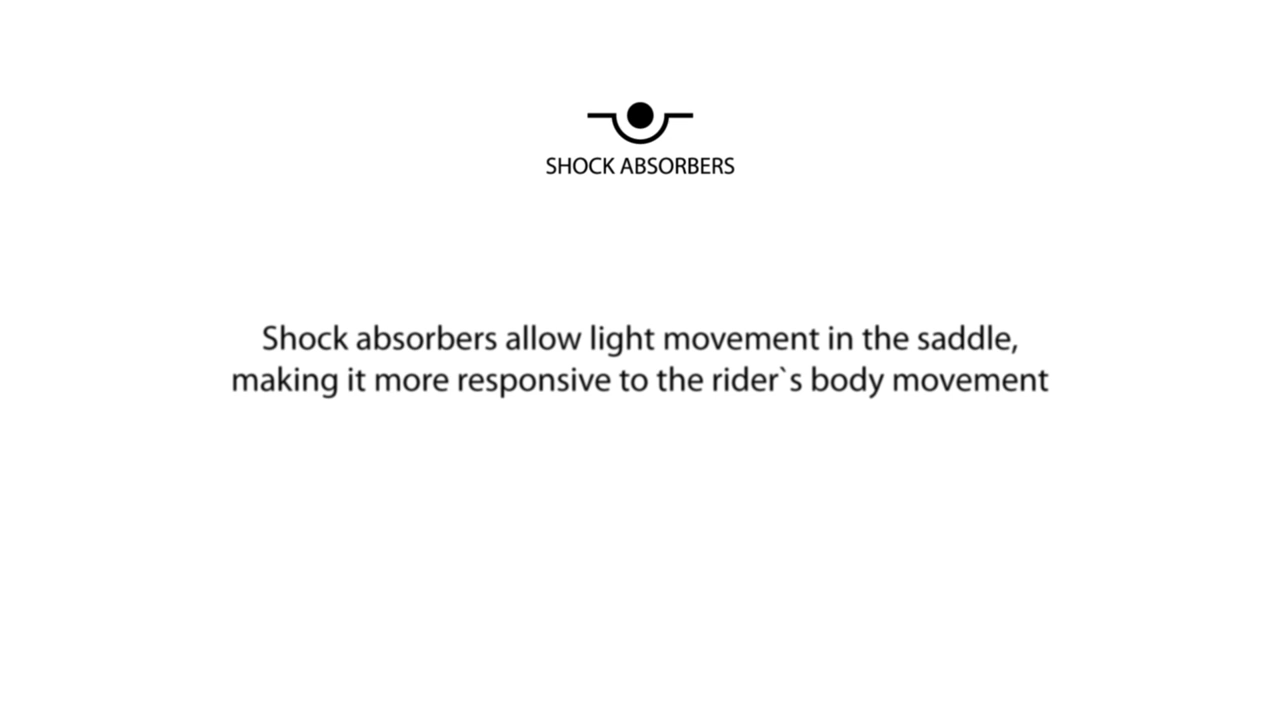 SHOCK ABSORBERS
Shock absorbers allow light movement in the saddle,
making it more responsive to the rider`s body movement